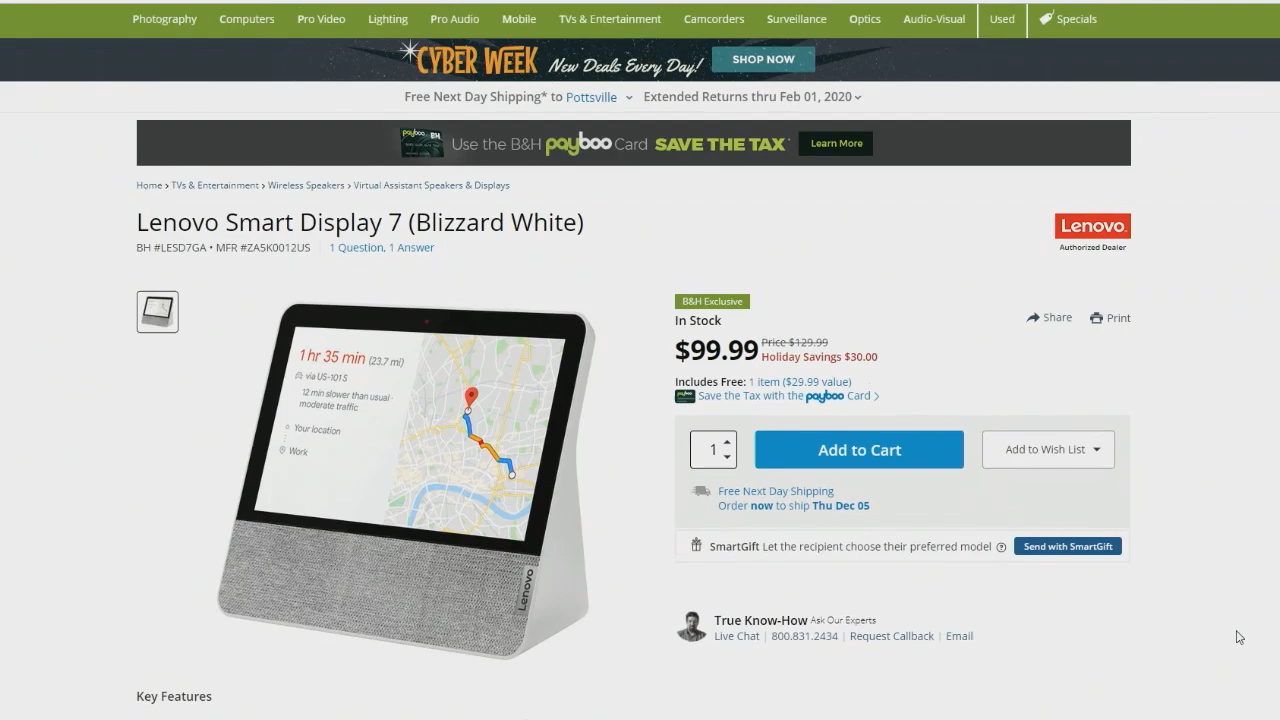 Photography Computers Pro Video Lighting Pro Audio Mobile TVs & Entertainment Camcorders Surveillance Optics Audio-Visual Used Specials
CYBER WEEK New Deals Every Day! SHOP NOW
Free Next Day Shipping* to Pottsville Extended Returns thru Feb 01, 2020
payboo BH Use the B&H payboo Card SAVE THE TAX* Learn More
Home › TVs & Entertainment › Wireless Speakers › Virtual Assistant Speakers & Displays
Lenovo Smart Display 7 (Blizzard White)
BH #LESD7GA • MFR #ZA5K0012US 1 Question, 1 Answer
Lenovo
Authorized Dealer
1 hr 35 min (23.7 mi)
via US-101 S
12 min slower than usual -
moderate traffic
Your location
Work
Lenovo
B&H Exclusive
In Stock
Share Print
$99.99 Price $129.99
Holiday Savings $30.00
Includes Free: 1 item ($29.99 value)
Save the Tax with the payboo Card >
1 Add to Cart Add to Wish List
Free Next Day Shipping
Order now to ship Thu Dec 05
SmartGift Let the recipient choose their preferred model ? Send with SmartGift
True Know-How Ask Our Experts
Live Chat | 800.831.2434 | Request Callback | Email
Key Features